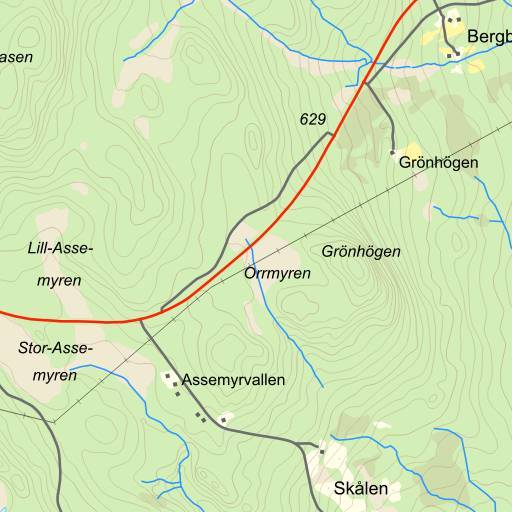 Bergb
asen
629
Grönhögen
Lill-Asse-
myren
Grönhögen
Orrmyren
Stor-Asse-
myren
Assemyrvallen
Skålen